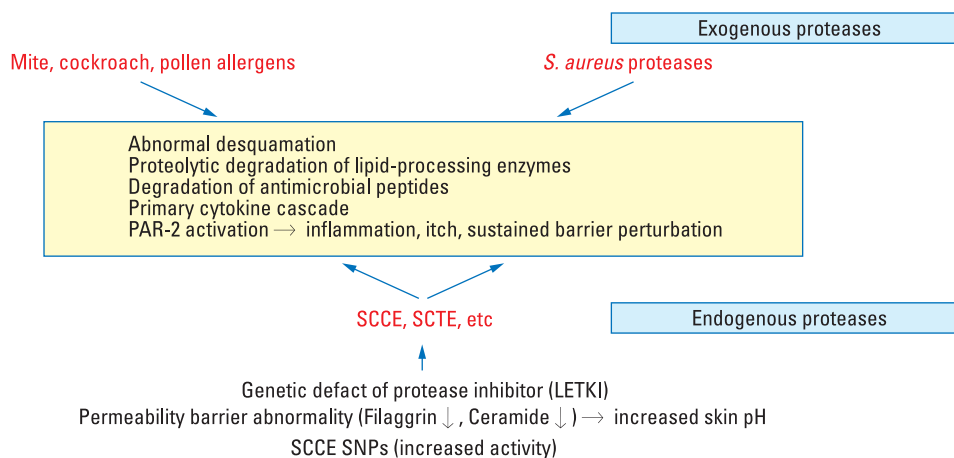 Exogenous proteases
Mite, cockroach, pollen allergens
S. aureus proteases
Abnormal desquamation
Proteolytic degradation of lipid-processing enzymes
Degradation of antimicrobial peptides
Primary cytokine cascade
PAR-2 activation → inflammation, itch, sustained barrier perturbation
SCCE, SCTE, etc
Endogenous proteases
Genetic defect of protease inhibitor (LETKI)
Permeability barrier abnormality (Filaggrin ↓, Ceramide ↓) → increased skin pH
SCCE SNPs (increased activity)